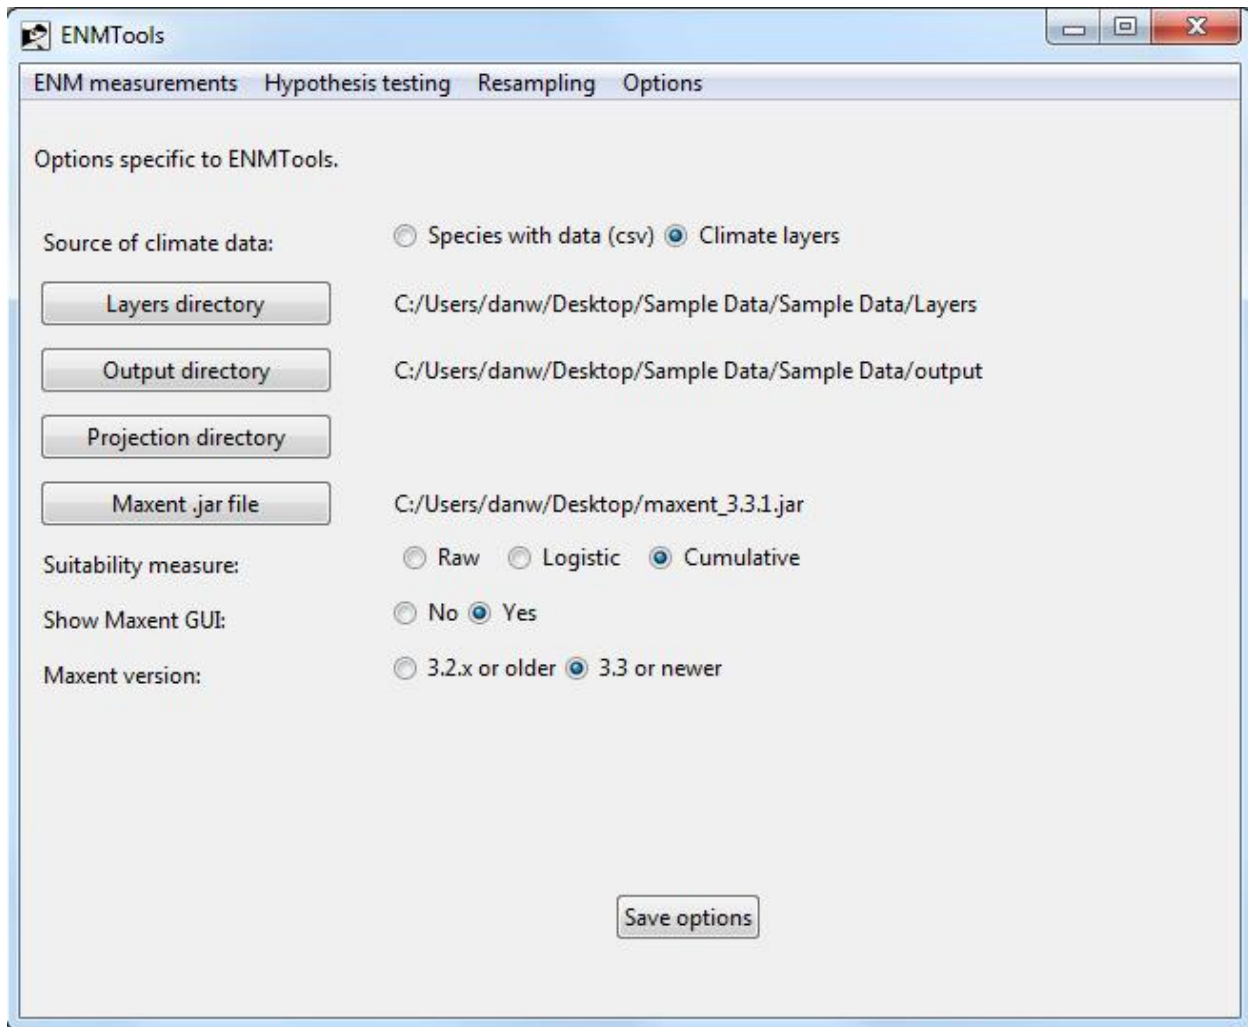 ENMTools
ENM measurements Hypothesis testing Resampling Options
Options specific to ENMTools.
Source of climate data: Species with data (csv) Climate layers
Layers directory C:/Users/danw/Desktop/Sample Data/Sample Data/Layers
Output directory C:/Users/danw/Desktop/Sample Data/Sample Data/output
Projection directory
Maxent .jar file C:/Users/danw/Desktop/maxent_3.3.1.jar
Suitability measure: Raw Logistic Cumulative
Show Maxent GUI: No Yes
Maxent version: 3.2.x or older 3.3 or newer
Save options